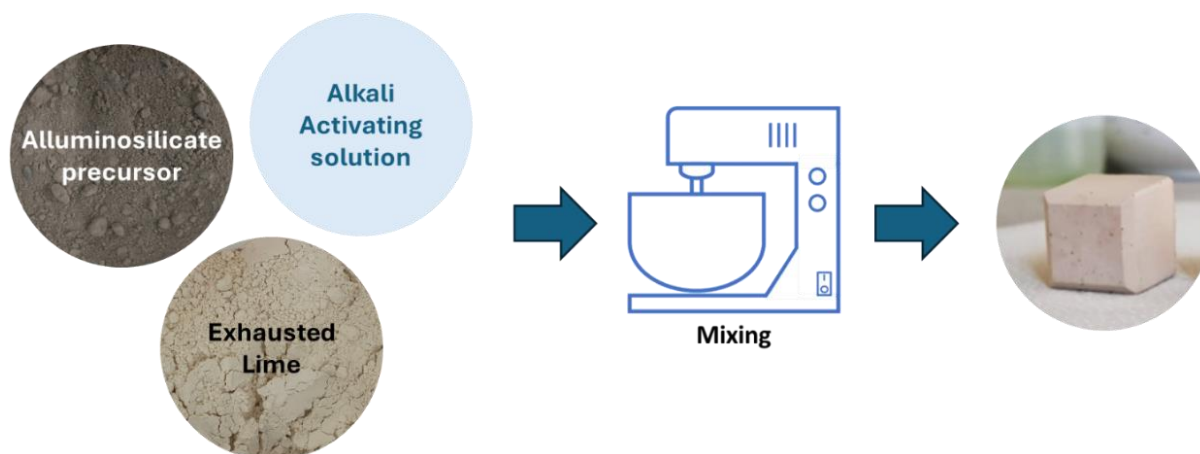 Alluminosilicate
precursor
Alkali
Activating
solution
Exhausted
Lime
Mixing